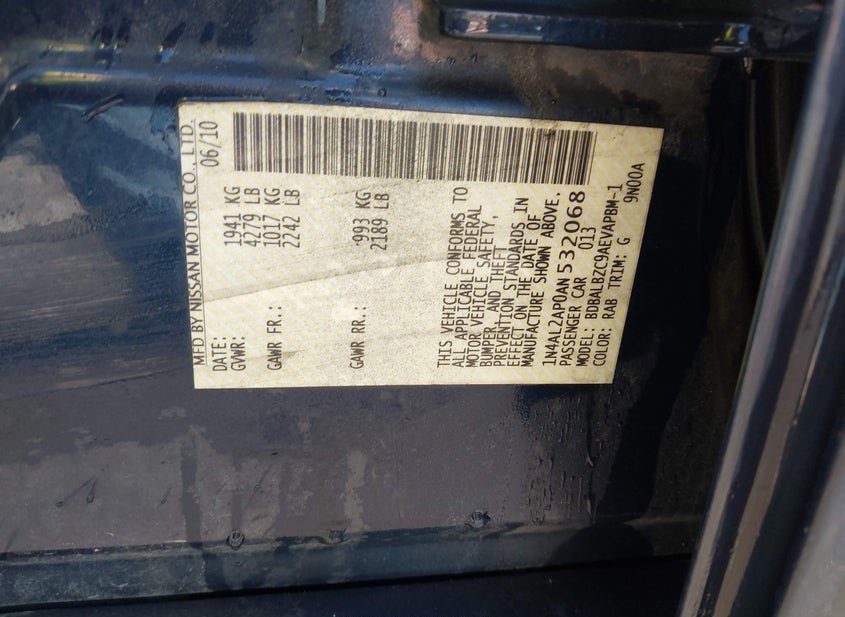 MFD BY NISSAN MOTOR CO., LTD.
DATE: 06/10
GVWR: 1941 KG
4279 LB
GAWR FR.: 1017 KG
2242 LB
GAWR RR.: 993 KG
2189 LB
THIS VEHICLE CONFORMS TO
ALL APPLICABLE FEDERAL
MOTOR VEHICLE SAFETY,
BUMPER, AND THEFT
PREVENTION STANDARDS IN
EFFECT ON THE DATE OF
MANUFACTURE SHOWN ABOVE.
1N4AL2AP0AN532068
PASSENGER CAR 013
MODEL: BDBALBZC9AEVAPBM-1
COLOR: RAB TRIM: G 9N00A